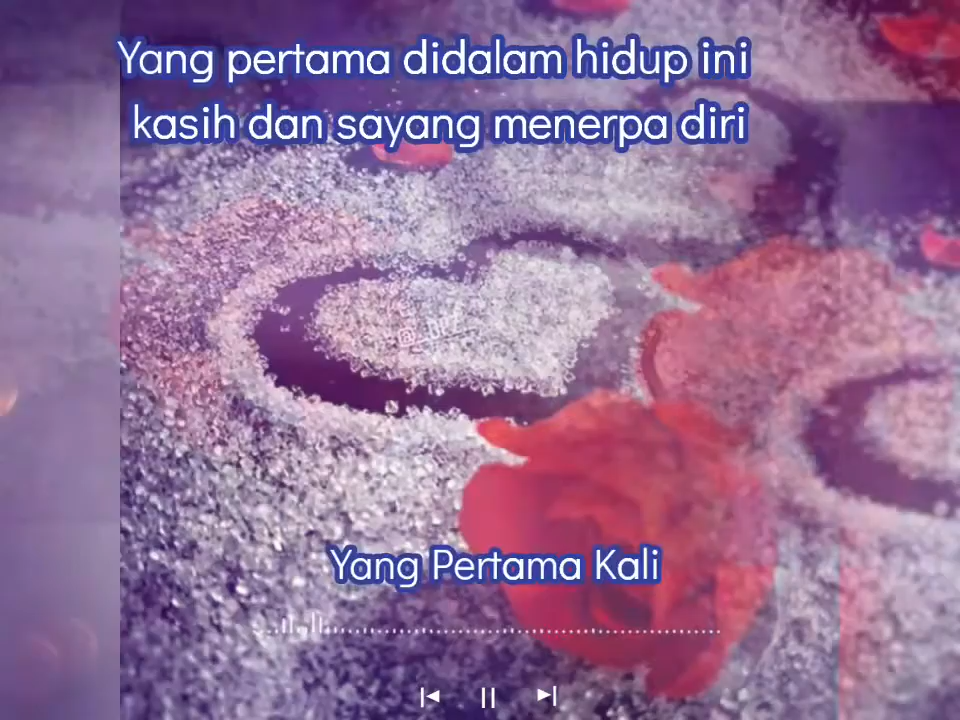 Yang pertama didalam hidup ini
kasih dan sayang menerpa diri
Yang Pertama Kali